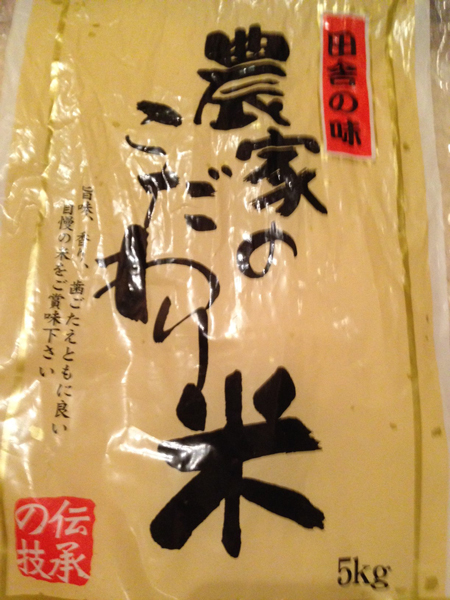 田舎の味
農家の
こだわり
米
旨味、香り、歯ごたえともに良い
自慢の米をご賞味下さい
伝承
の技
5kg